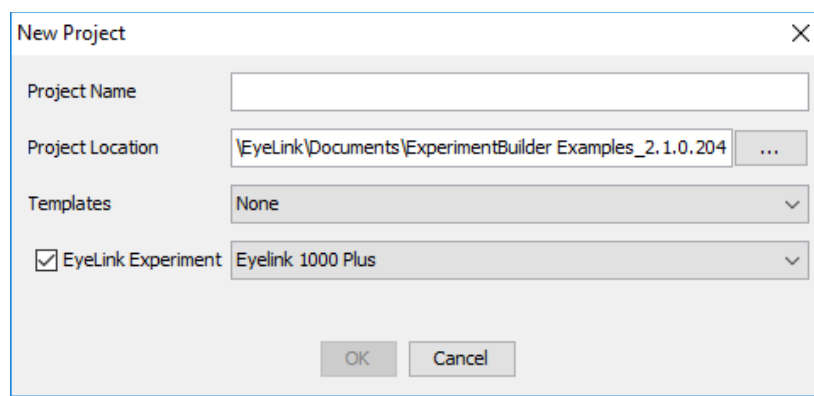 New Project
Project Name
Project Location \EyeLink\Documents\ExperimentBuilder Examples_2.1.0.204 ...
Templates None
EyeLink Experiment Eyelink 1000 Plus
OK Cancel